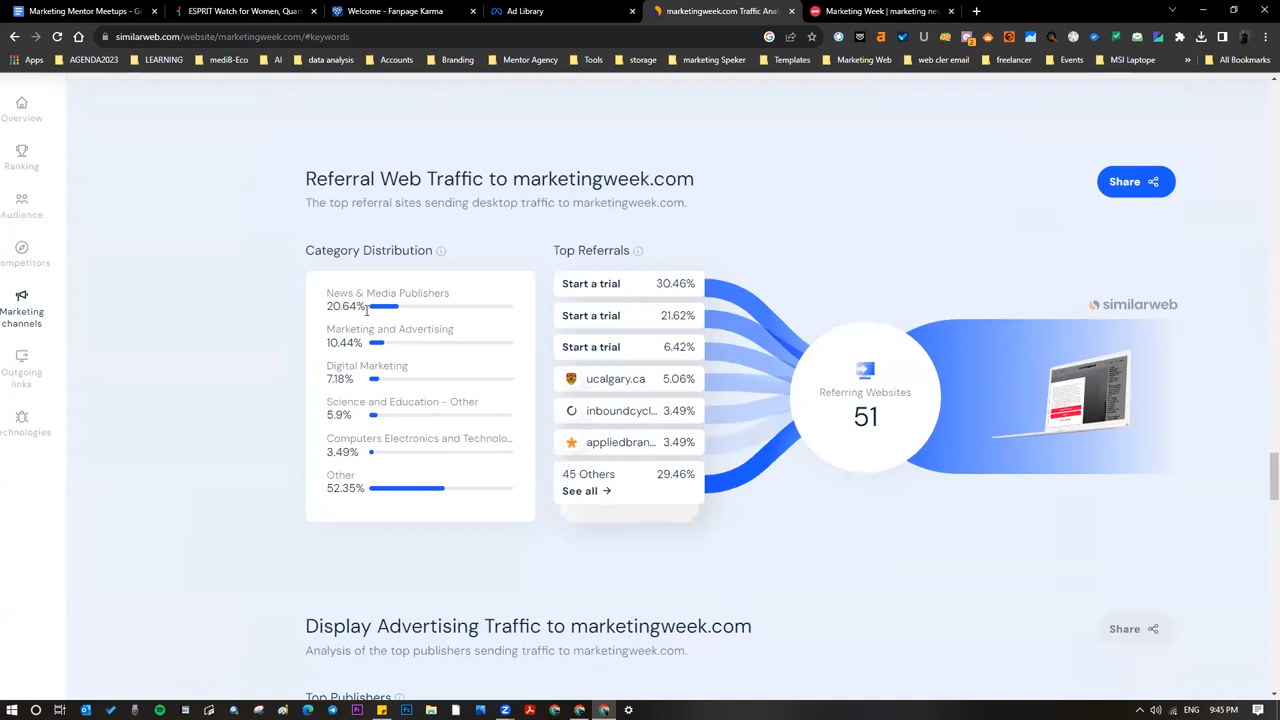 Marketing Mentor Meetups - G
ESPRIT Watch for Women, Quar
Welcome - Fanpage Karma
Ad Library
marketingweek.com Traffic Anal
Marketing Week | marketing ne
similarweb.com/website/marketingweek.com/#keywords
Apps
AGENDA2023
LEARNING
medi8-Eco
AI
data analysis
Accounts
Branding
Mentor Agency
Tools
storage
marketing Speker
Templates
Marketing Web
web cler email
freelancer
Events
MSI Laptope
»
All Bookmarks
Overview
Ranking
Audience
ompetitors
Marketing
channels
Outgoing
links
echnologies
Referral Web Traffic to marketingweek.com
The top referral sites sending desktop traffic to marketingweek.com.
Share
Category Distribution
News & Media Publishers
20.64%
Marketing and Advertising
10.44%
Digital Marketing
7.18%
Science and Education - Other
5.9%
Computers Electronics and Technolo...
3.49%
Other
52.35%
Top Referrals
Start a trial 30.46%
Start a trial 21.62%
Start a trial 6.42%
ucalgary.ca 5.06%
inboundcycl... 3.49%
appliedbran... 3.49%
45 Others 29.46%
See all →
Referring Websites
51
similarweb
Display Advertising Traffic to marketingweek.com
Analysis of the top publishers sending traffic to marketingweek.com.
Share
Top Publishers
ENG
9:45 PM